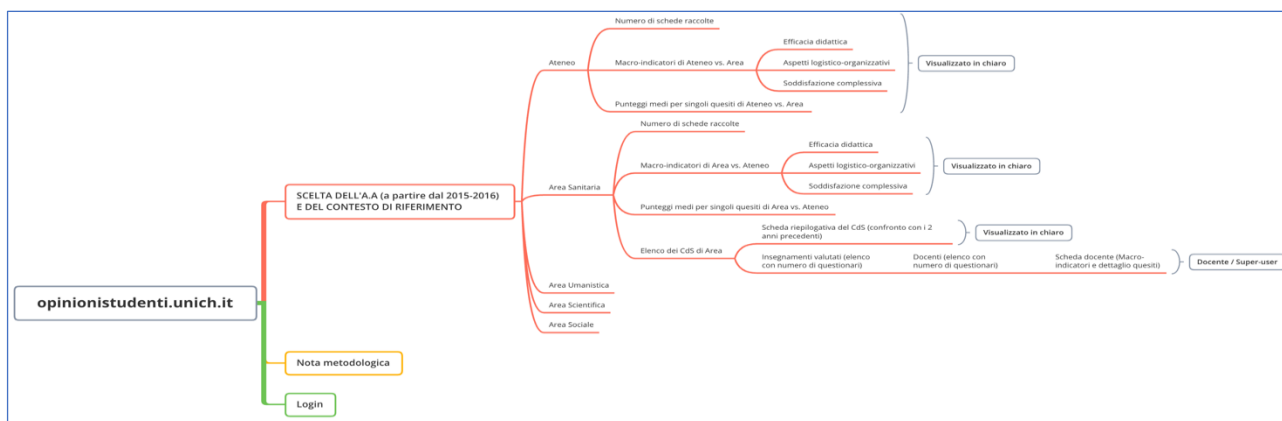 opinionistudenti.unich.it
SCELTA DELL'A.A (a partire dal 2015-2016)
E DEL CONTESTO DI RIFERIMENTO
Ateneo
Numero di schede raccolte
Macro-indicatori di Ateneo vs. Area
Efficacia didattica
Aspetti logistico-organizzativi
Soddisfazione complessiva
Punteggi medi per singoli quesiti di Ateneo vs. Area
Visualizzato in chiaro
Area Sanitaria
Numero di schede raccolte
Macro-indicatori di Area vs. Ateneo
Efficacia didattica
Aspetti logistico-organizzativi
Soddisfazione complessiva
Visualizzato in chiaro
Punteggi medi per singoli quesiti di Area vs. Ateneo
Elenco dei CdS di Area
Scheda riepilogativa del CdS (confronto con i 2
anni precedenti)
Visualizzato in chiaro
Insegnamenti valutati (elenco
con numero di questionari)
Docenti (elenco con
numero di questionari)
Scheda docente (Macro-
indicatori e dettaglio quesiti)
Docente / Super-user
Area Umanistica
Area Scientifica
Area Sociale
Nota metodologica
Login